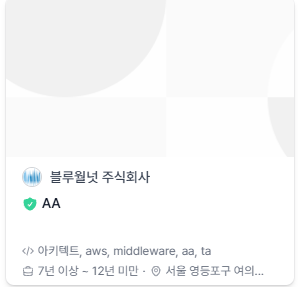 블루월넛 주식회사
AA
아키텍트, aws, middleware, aa, ta
7년 이상 ~ 12년 미만 · 서울 영등포구 여의...